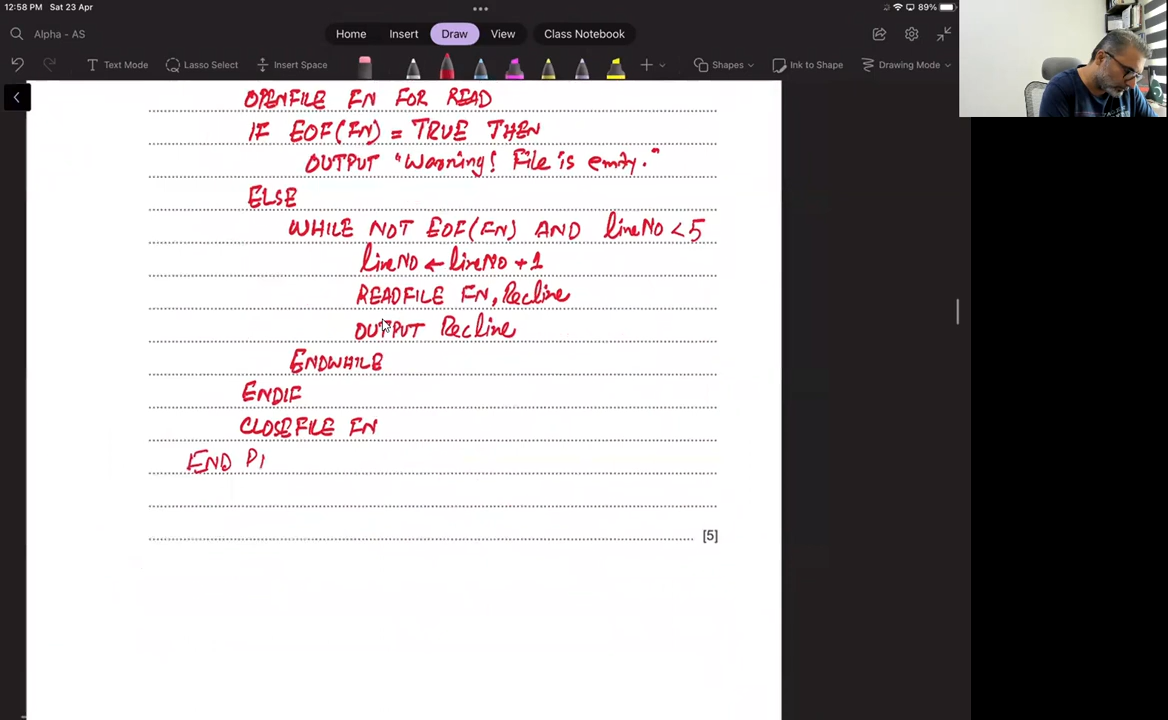 12:58 PM Sat 23 Apr
89%
Alpha - AS
Home Insert Draw View Class Notebook
Text Mode Lasso Select Insert Space Shapes Ink to Shape Drawing Mode
OPENFILE FN FOR READ
IF EOF(FN) = TRUE THEN
OUTPUT "Warning! File is emity."
ELSE
WHILE NOT EOF(FN) AND lineNo < 5
lineNo ← lineNo + 1
READFILE FN, Recline
OUTPUT Recline
ENDWHILE
ENDIF
CLOSEFILE FN
END PI
[5]